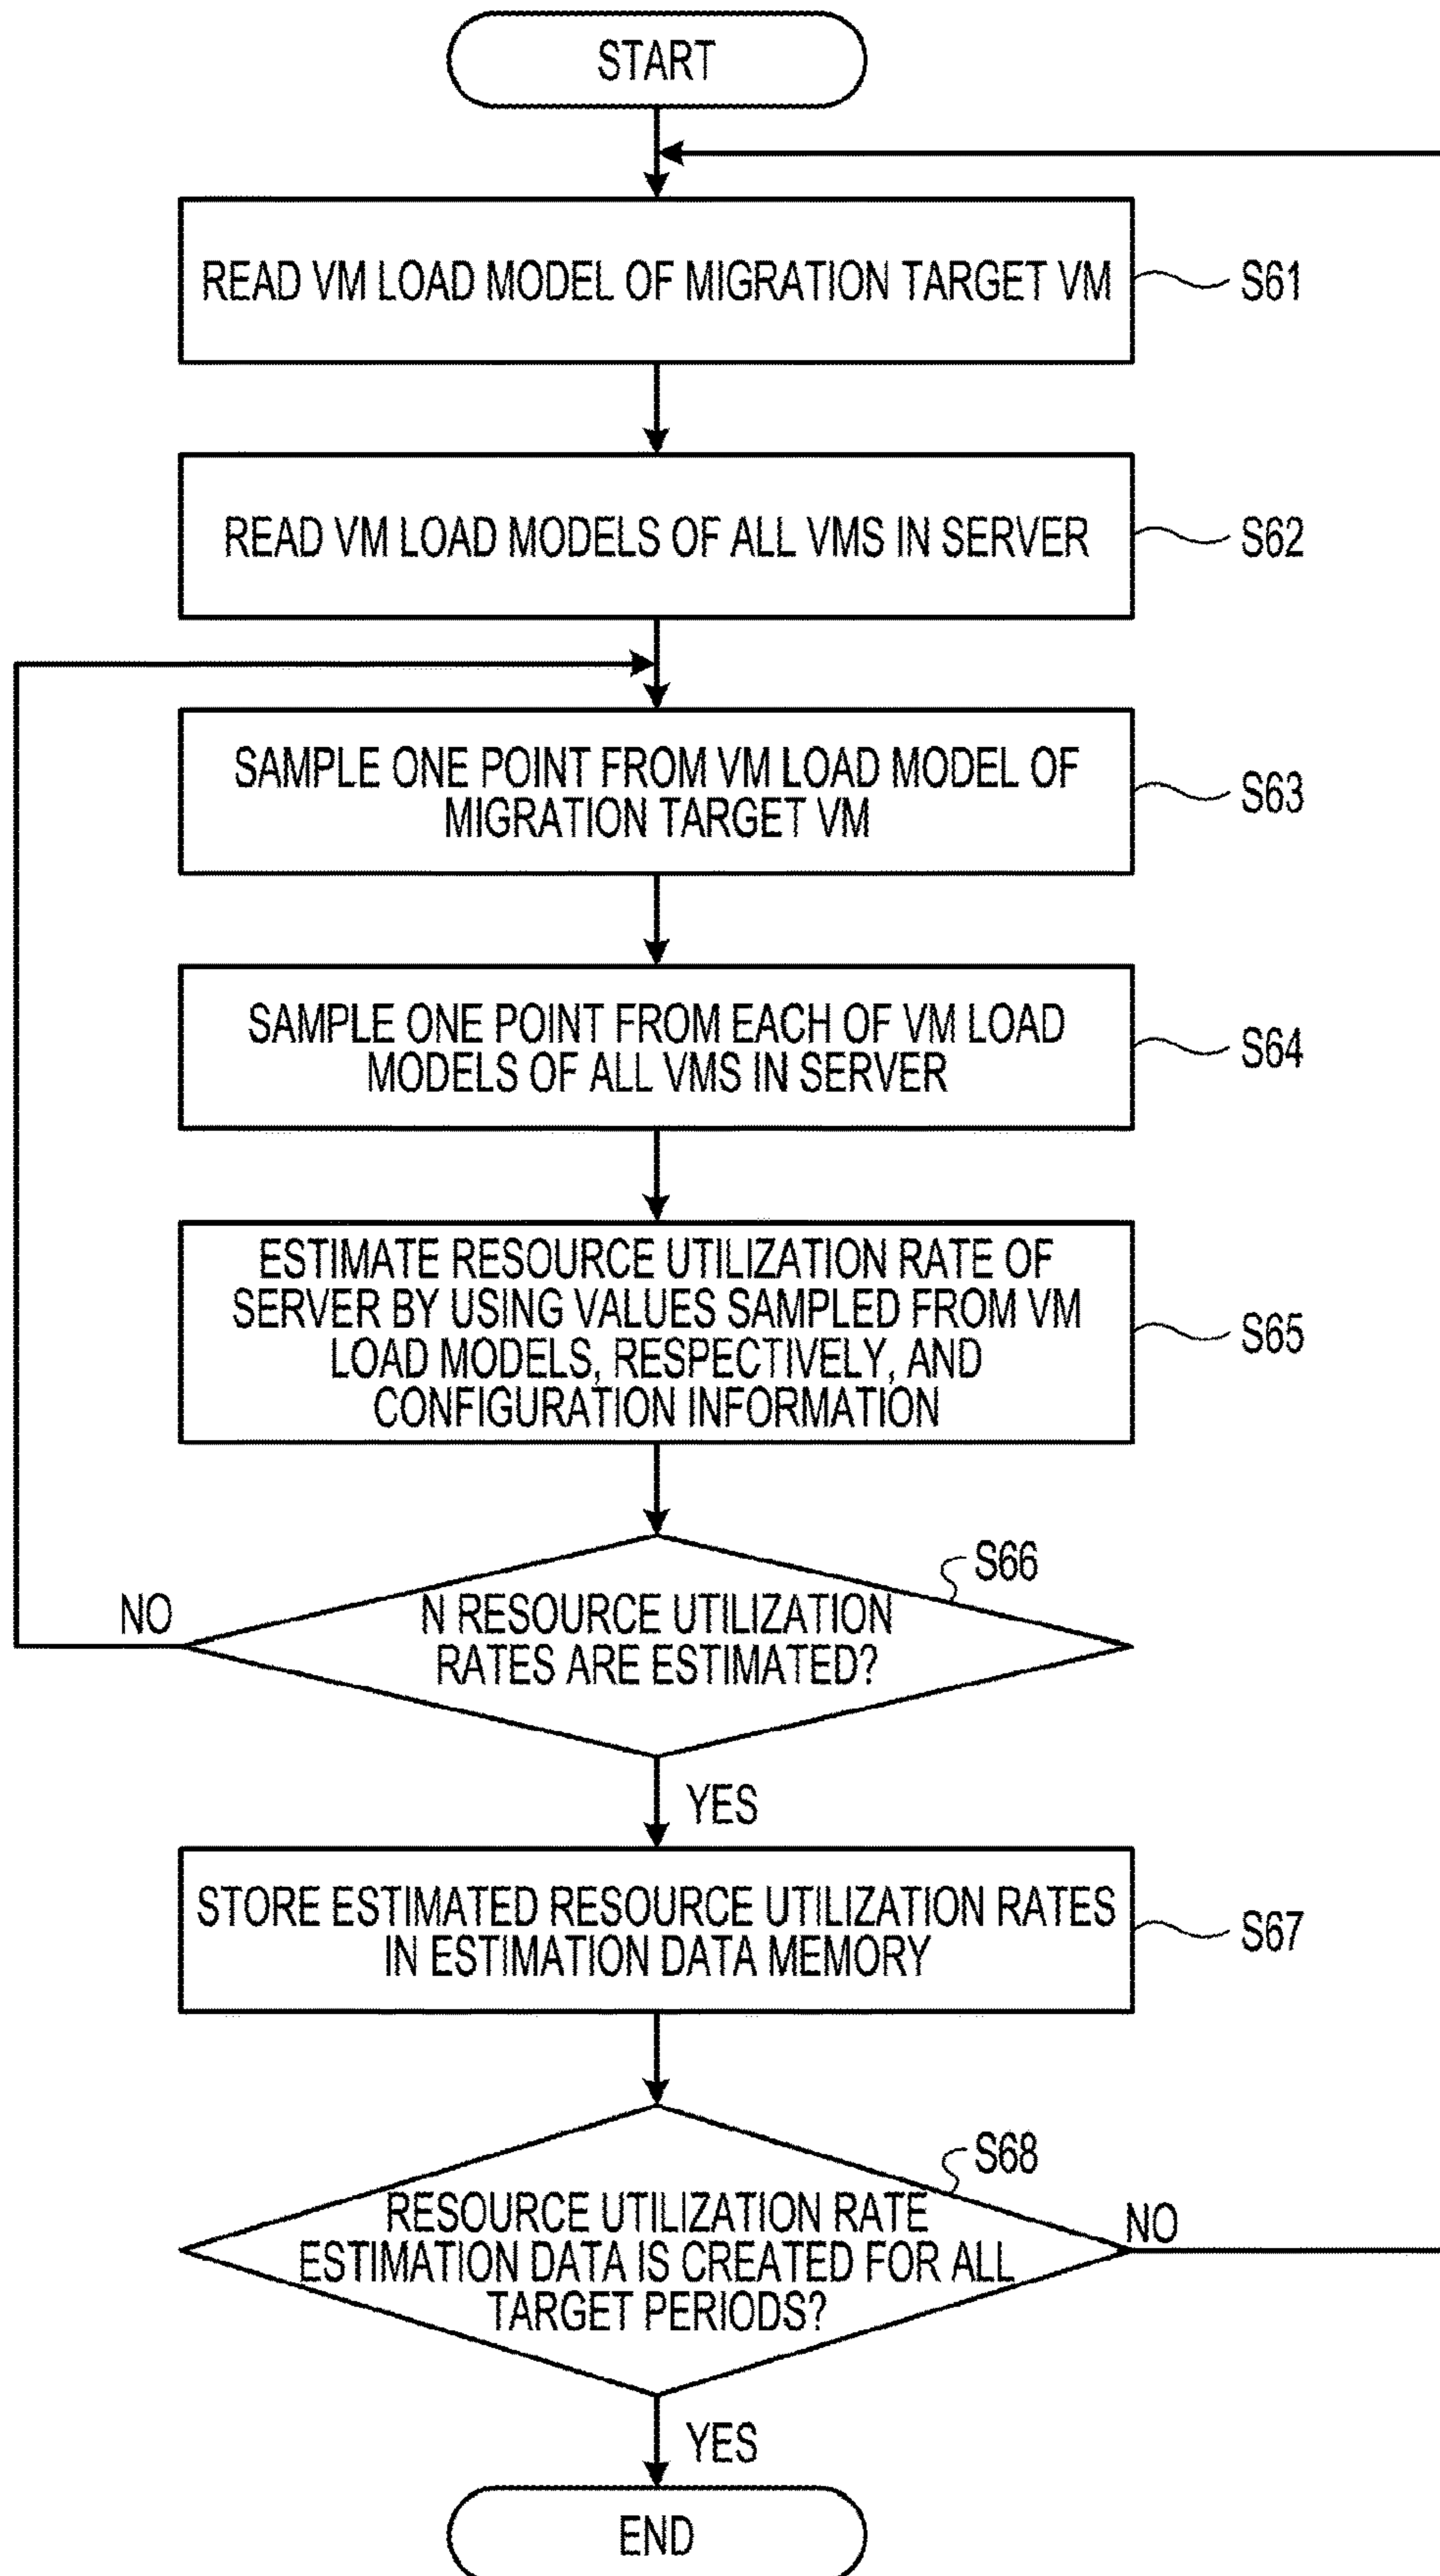 START
READ VM LOAD MODEL OF MIGRATION TARGET VM
S61
READ VM LOAD MODELS OF ALL VMS IN SERVER
S62
SAMPLE ONE POINT FROM VM LOAD MODEL OF
MIGRATION TARGET VM
S63
SAMPLE ONE POINT FROM EACH OF VM LOAD
MODELS OF ALL VMS IN SERVER
S64
ESTIMATE RESOURCE UTILIZATION RATE OF
SERVER BY USING VALUES SAMPLED FROM VM
LOAD MODELS, RESPECTIVELY, AND
CONFIGURATION INFORMATION
S65
S66
NO
N RESOURCE UTILIZATION
RATES ARE ESTIMATED?
YES
STORE ESTIMATED RESOURCE UTILIZATION RATES
IN ESTIMATION DATA MEMORY
S67
S68
RESOURCE UTILIZATION RATE
ESTIMATION DATA IS CREATED FOR ALL
TARGET PERIODS?
NO
YES
END